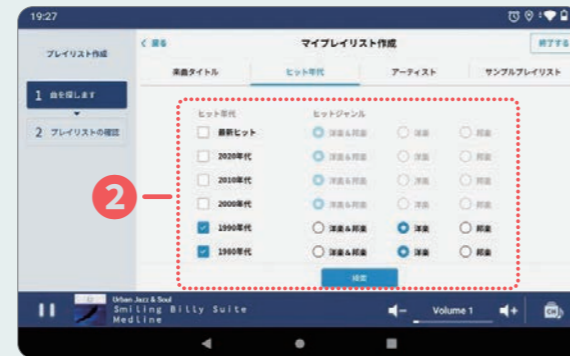 19:27
プレイリスト作成
1 曲を探します
2 プレイリストの確認
< 戻る
マイプレイリスト作成
終了する
楽曲タイトル
ヒット年代
アーティスト
サンプルプレイリスト
2
ヒット年代 ヒットジャンル
最新ヒット 洋楽&邦楽 洋楽 邦楽
2020年代 洋楽&邦楽 洋楽 邦楽
2010年代 洋楽&邦楽 洋楽 邦楽
2000年代 洋楽&邦楽 洋楽 邦楽
1990年代 洋楽&邦楽 洋楽 邦楽
1980年代 洋楽&邦楽 洋楽 邦楽
検索
Urban Jazz & Soul
Smiling Billy Suite
Medline
Volume 1
CH